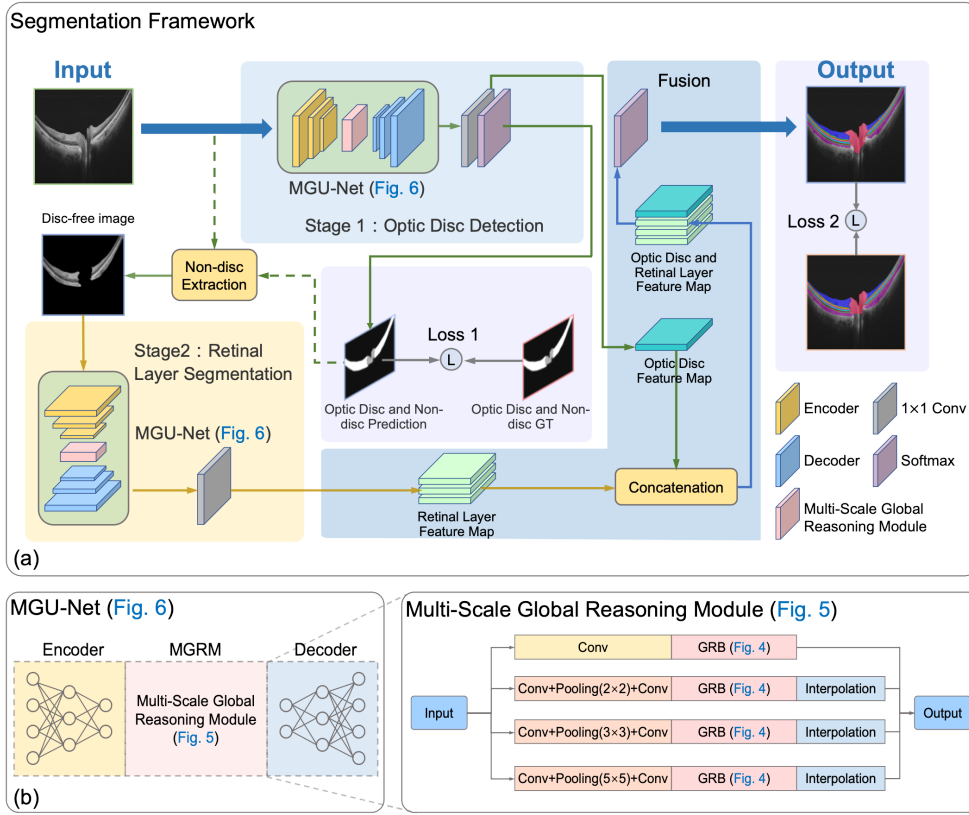 Segmentation Framework
Input
Fusion
Output
MGU-Net (Fig. 6)
Stage 1：Optic Disc Detection
Disc-free image
Non-disc
Extraction
Optic Disc and
Retinal Layer
Feature Map
Loss 2
L
Stage2：Retinal
Layer Segmentation
Loss 1
L
Optic Disc and Non-
disc Prediction
Optic Disc and Non-
disc GT
Optic Disc
Feature Map
MGU-Net (Fig. 6)
Retinal Layer
Feature Map
Concatenation
Encoder
1×1 Conv
Decoder
Softmax
Multi-Scale Global
Reasoning Module
(a)
MGU-Net (Fig. 6)
Encoder
MGRM
Decoder
Multi-Scale Global
Reasoning Module
(Fig. 5)
(b)
Multi-Scale Global Reasoning Module (Fig. 5)
Input
Conv
GRB (Fig. 4)
Conv+Pooling(2×2)+Conv
GRB (Fig. 4)
Interpolation
Conv+Pooling(3×3)+Conv
GRB (Fig. 4)
Interpolation
Conv+Pooling(5×5)+Conv
GRB (Fig. 4)
Interpolation
Output